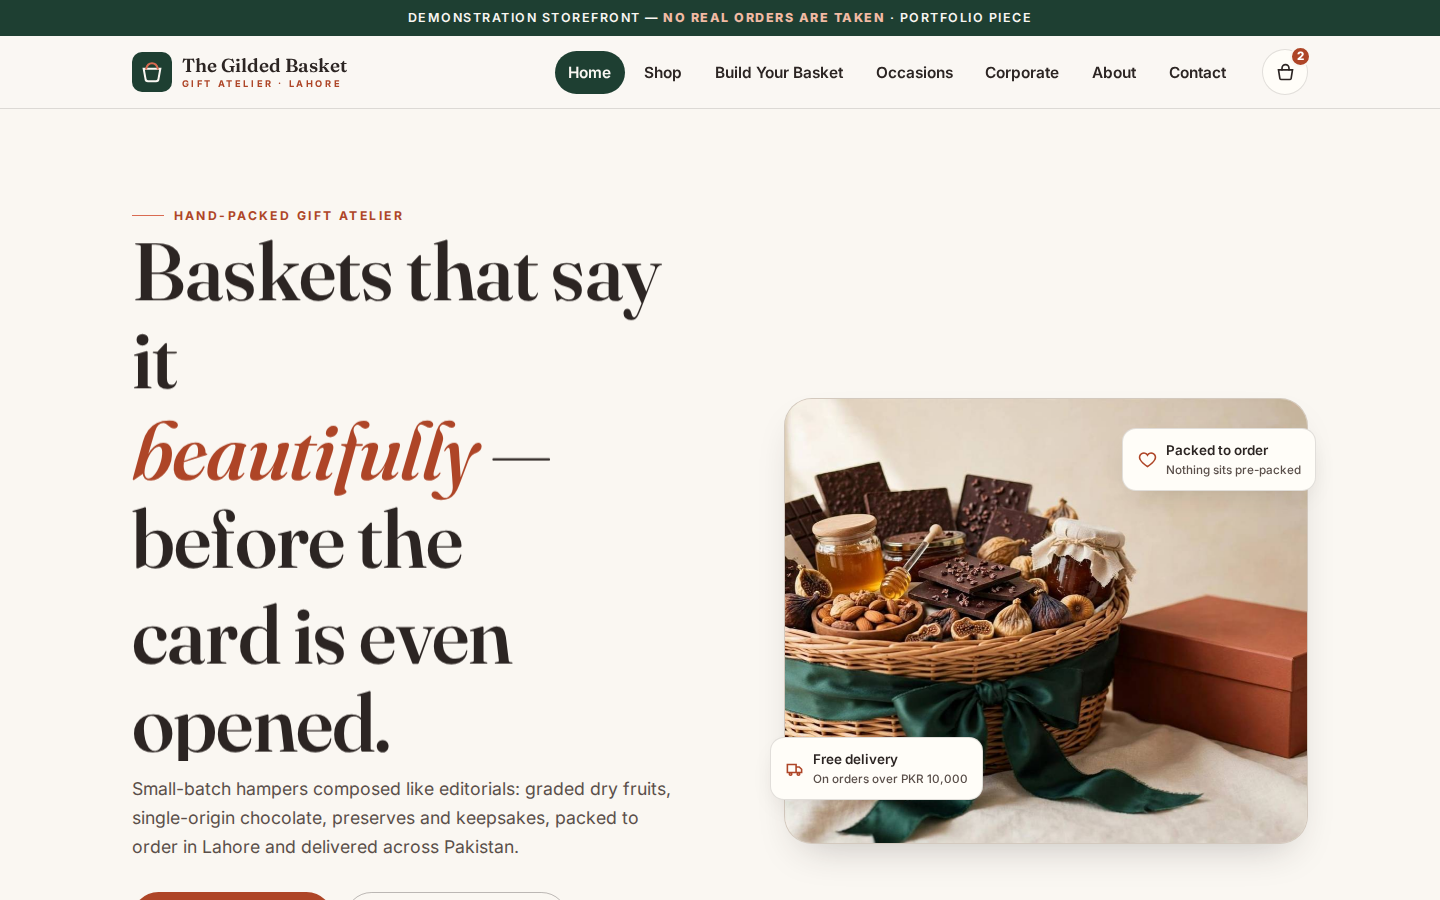 DEMONSTRATION STOREFRONT — NO REAL ORDERS ARE TAKEN · PORTFOLIO PIECE
The Gilded Basket
GIFT ATELIER · LAHORE
Home
Shop
Build Your Basket
Occasions
Corporate
About
Contact
2
HAND-PACKED GIFT ATELIER
Baskets that say
it
beautifully —
before the
card is even
opened.
Small-batch hampers composed like editorials: graded dry fruits,
single-origin chocolate, preserves and keepsakes, packed to
order in Lahore and delivered across Pakistan.
Packed to order
Nothing sits pre-packed
Free delivery
On orders over PKR 10,000